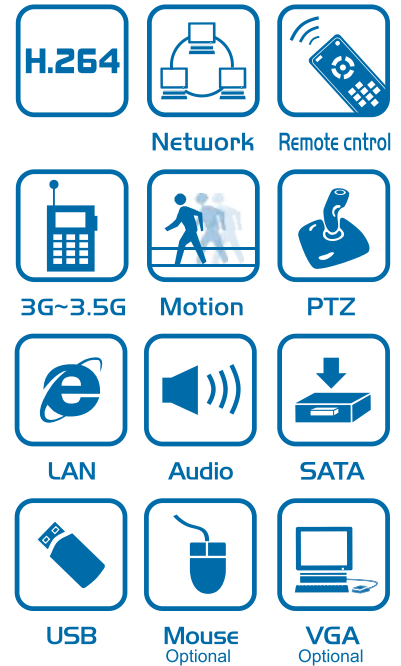 H.264
Network
Remote cntrol
3G~3.5G
Motion
PTZ
LAN
Audio
SATA
USB
Mouse
Optional
VGA
Optional